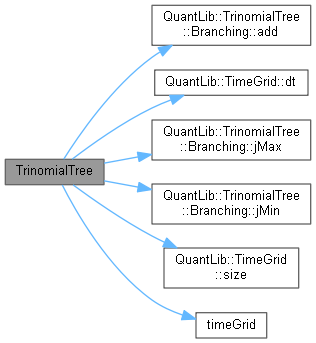 QuantLib::TrinomialTree
::Branching::add
QuantLib::TimeGrid::dt
QuantLib::TrinomialTree
::Branching::jMax
TrinomialTree
QuantLib::TrinomialTree
::Branching::jMin
QuantLib::TimeGrid
::size
timeGrid